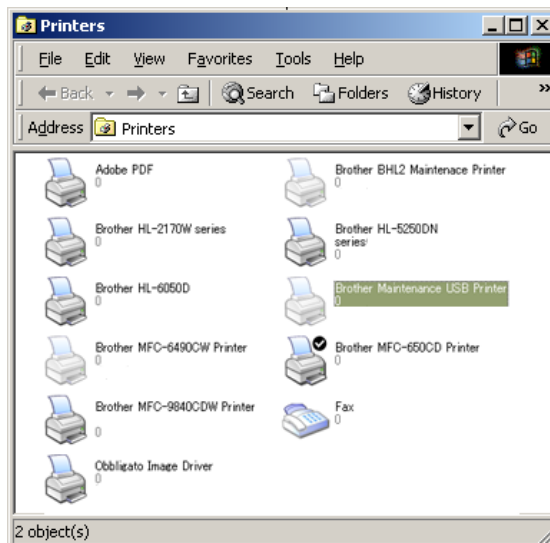 Printers
File Edit View Favorites Tools Help
Back Search Folders History »
Address Printers Go
Adobe PDF
0
Brother BHL2 Maintenace Printer
0
Brother HL-2170W series
0
Brother HL-5250DN
series
0
Brother HL-6050D
0
Brother Maintenance USB Printer
0
Brother MFC-6490CW Printer
0
Brother MFC-650CD Printer
0
Brother MFC-9840CDW Printer
0
Fax
0
Obbligato Image Driver
0
2 object(s)